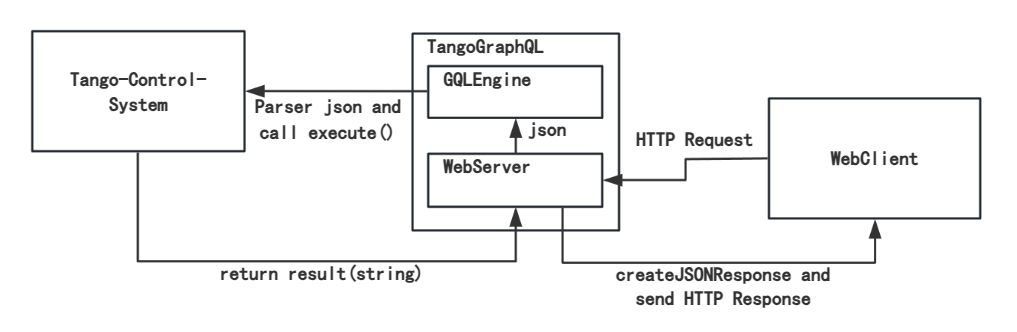 Tango-Control-
System
TangoGraphQL
GQLEngine
Parser json and
call execute()
json
WebServer
HTTP Request
WebClient
return result(string)
createJSONResponse and
send HTTP Response